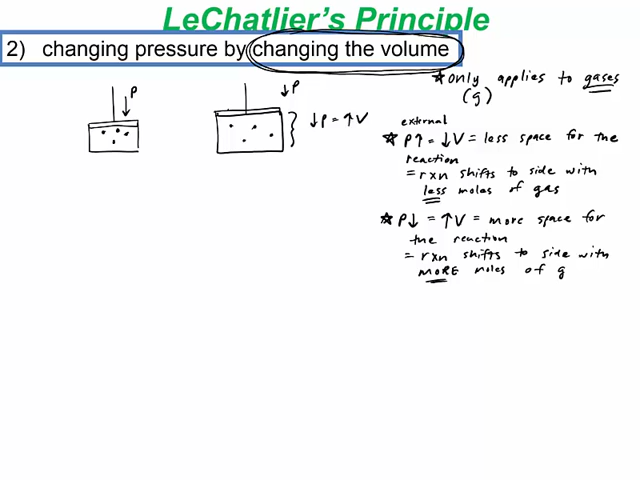 LeChatlier's Principle
2) changing pressure by changing the volume
☆only applies to gases
(g)
↓P
↓P
↓P = ↑V
external
☆ P↑ = ↓V = less space for the
reaction
= rxn shifts to side with
less moles of gas
☆ P↓ = ↑V = more space for
the reaction
= rxn shifts to side with
MORE moles of g